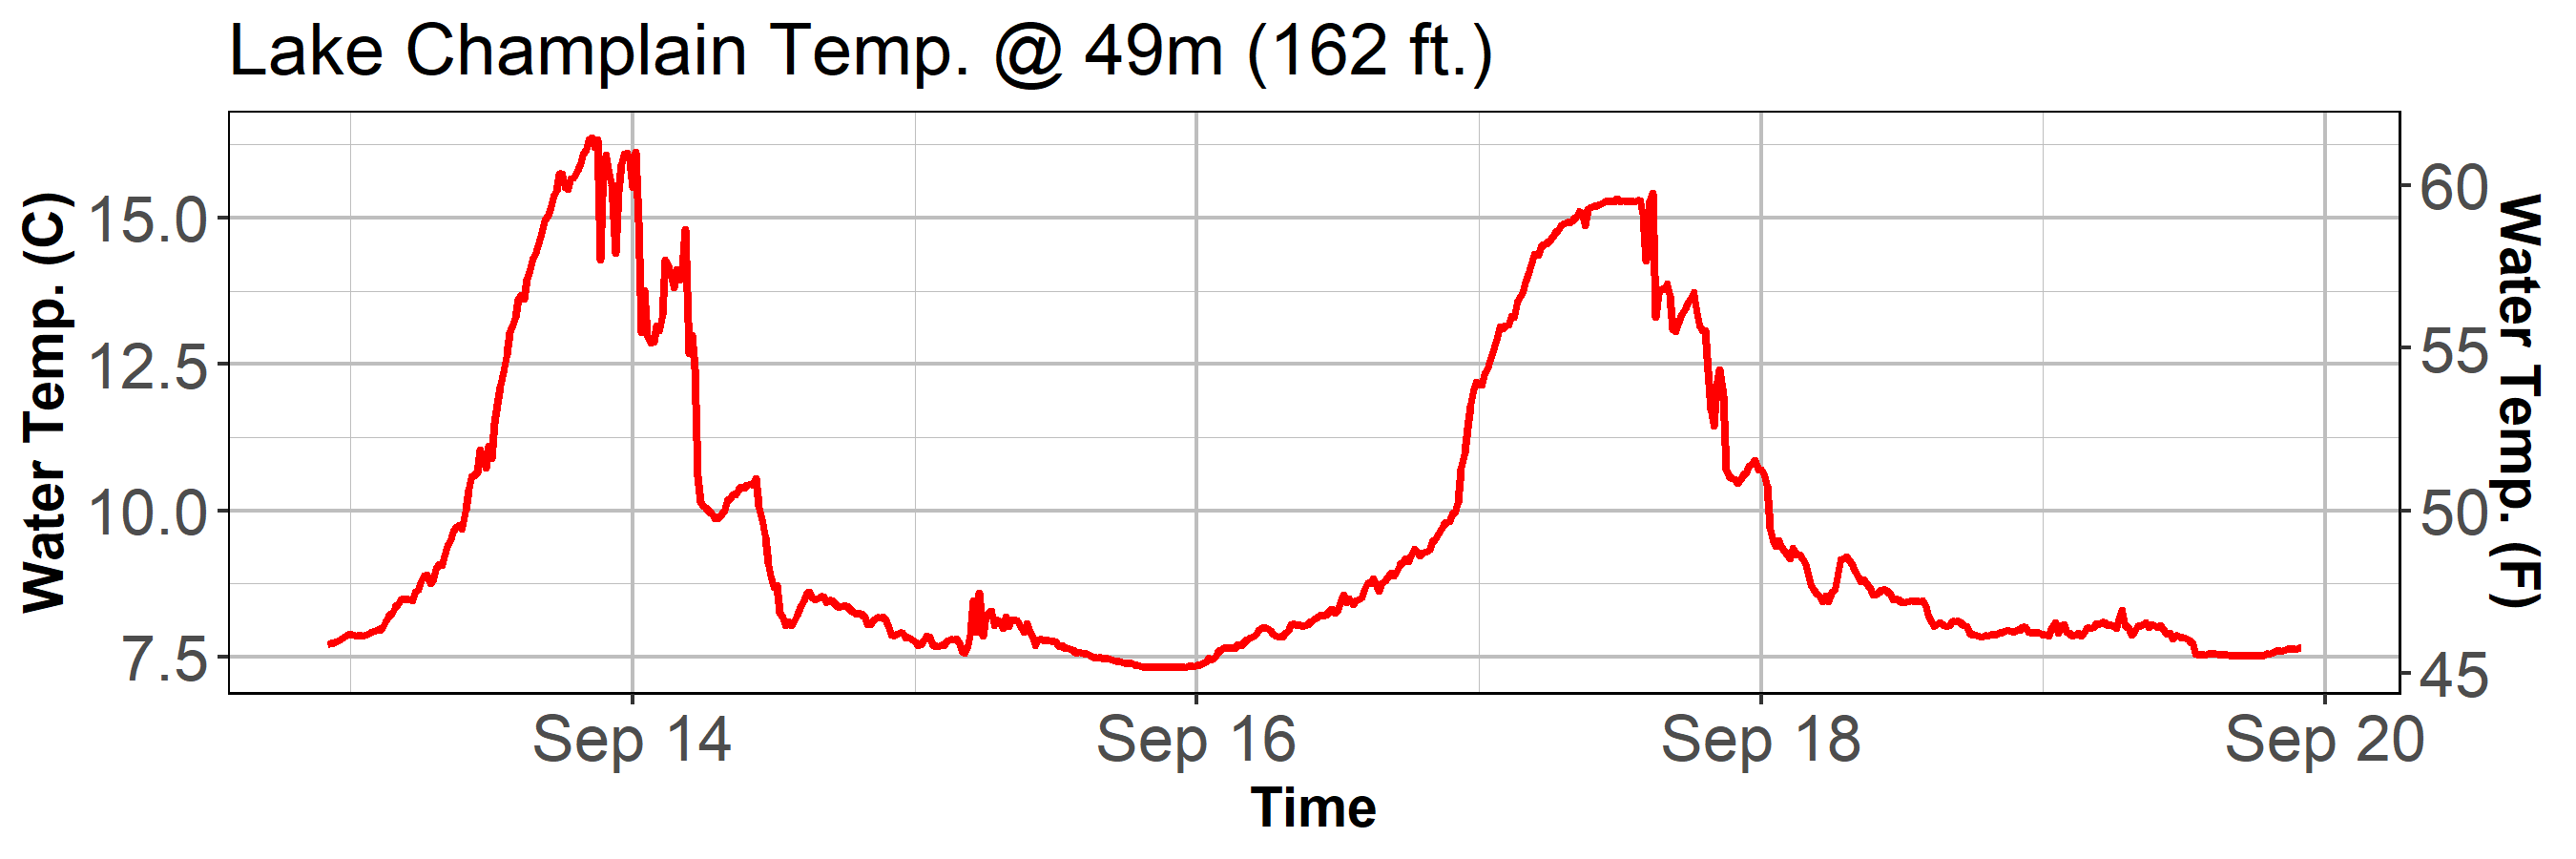 Lake Champlain Temp. @ 49m (162 ft.)
Water Temp. (C)
15.0
12.5
10.0
7.5
60
55
50
45
Water Temp. (F)
Sep 14
Sep 16
Sep 18
Sep 20
Time